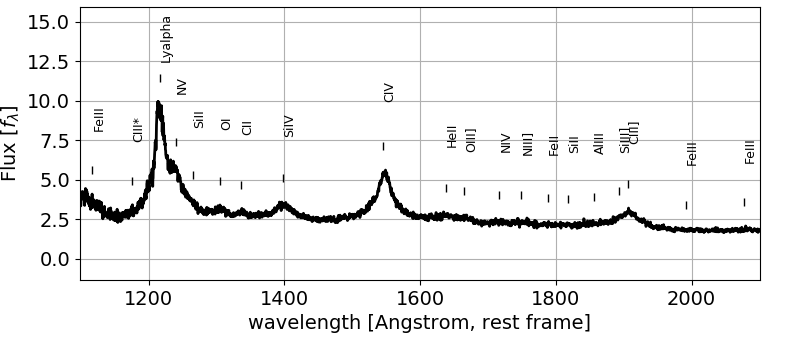 Flux [fλ]
15.0
12.5
10.0
7.5
5.0
2.5
0.0
FeIII
CIII*
Lyalpha
NV
SiII
OI
CII
SiIV
CIV
HeII
OIII]
NIV
NIII]
FeII
SiII
AlIII
SiIII]
CIII]
FeIII
FeIII
1200
1400
1600
1800
2000
wavelength [Angstrom, rest frame]